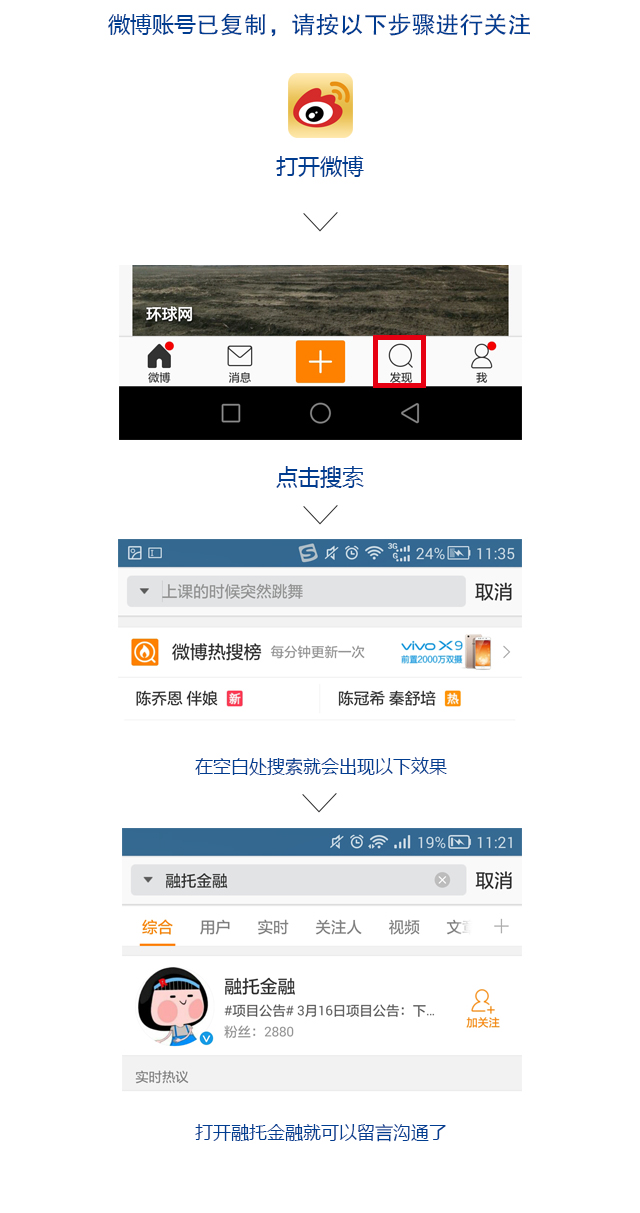 微博账号已复制，请按以下步骤进行关注
打开微博
环球网
微博 消息 发现 我
点击搜索
3G G 24% 11:35
上课的时候突然跳舞 取消
微博热搜榜 每分钟更新一次 vivo X9
前置2000万双摄
陈乔恩 伴娘 新 陈冠希 秦舒培 热
在空白处搜索就会出现以下效果
19% 11:21
融托金融 取消
综合 用户 实时 关注人 视频 文
融托金融
#项目公告# 3月16日项目公告：下...
粉丝：2880
加关注
实时热议
打开融托金融就可以留言沟通了